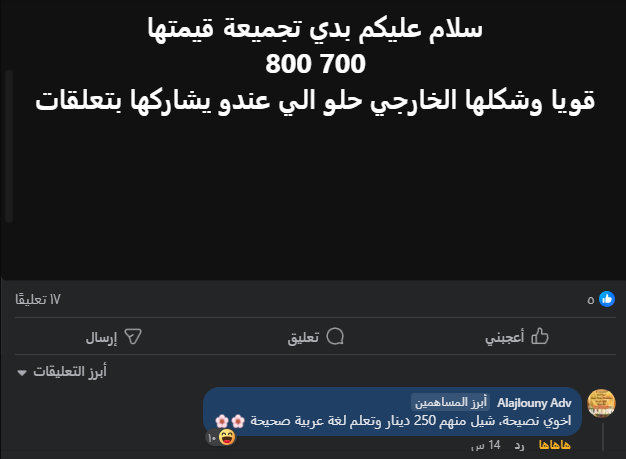 سلام عليكم بدي تجميعة قيمتها
700 800
قويا وشكلها الخارجي حلو الي عندو يشاركها بتعلقات
٥
١٧ تعليقًا
أعجبني
تعليق
إرسال
أبرز التعليقات
Alajlouny Adv أبرز المساهمين
اخوي نصيحة، شيل منهم 250 دينار وتعلم لغة عربية صحيحة 🌸🌸
١٠
هاهاها رد 14 س